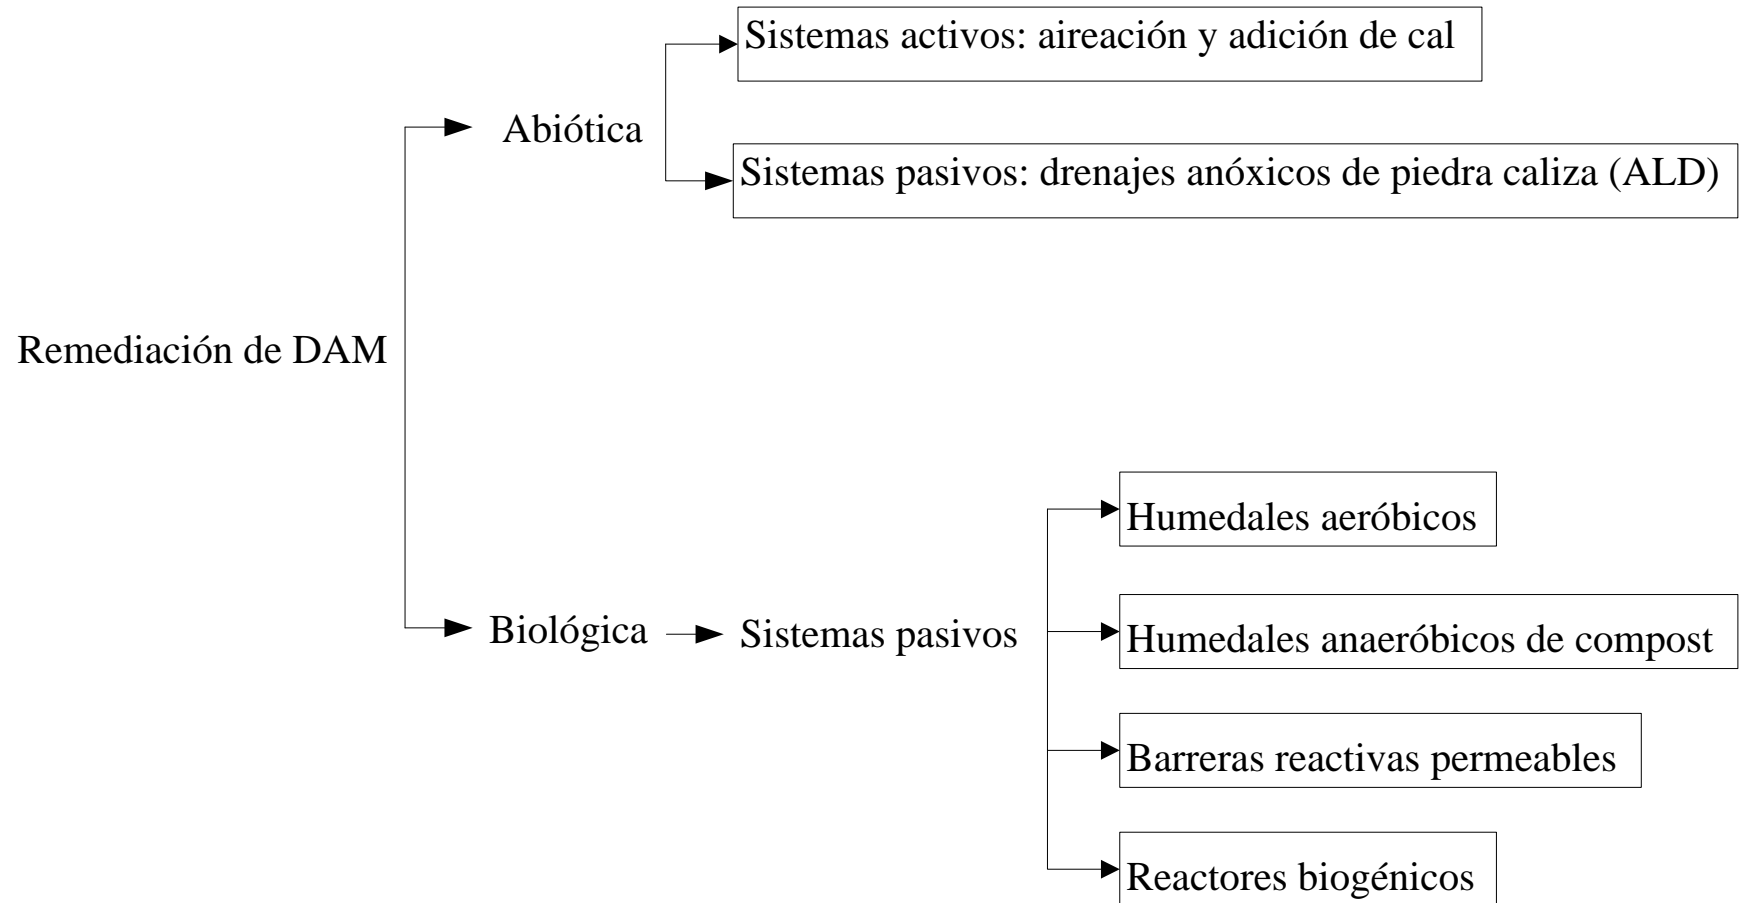 Sistemas activos: aireación y adición de cal
Abiótica
Sistemas pasivos: drenajes anóxicos de piedra caliza (ALD)
Remediación de DAM
Humedales aeróbicos
Biológica
Sistemas pasivos
Humedales anaeróbicos de compost
Barreras reactivas permeables
Reactores biogénicos